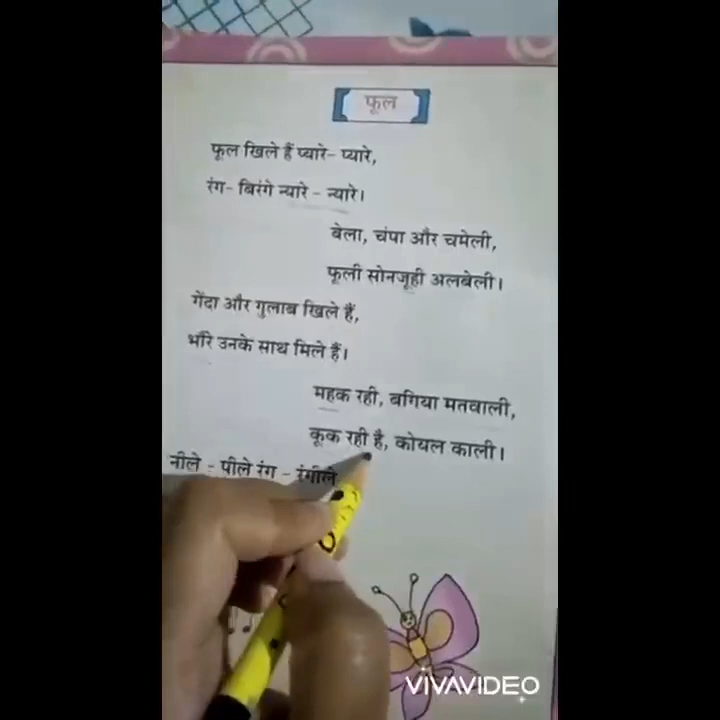 फूल
फूल खिले हैं प्यारे- प्यारे,
रंग- बिरंगे न्यारे - न्यारे।
बेला, चंपा और चमेली,
फूली सोनजूही अलबेली।
गेंदा और गुलाब खिले हैं,
भौंरे उनके साथ मिले हैं।
महक रही, बगिया मतवाली,
कूक रही है, कोयल काली।
नीले - पीले रंग - रंगीले
VIVAVIDEO